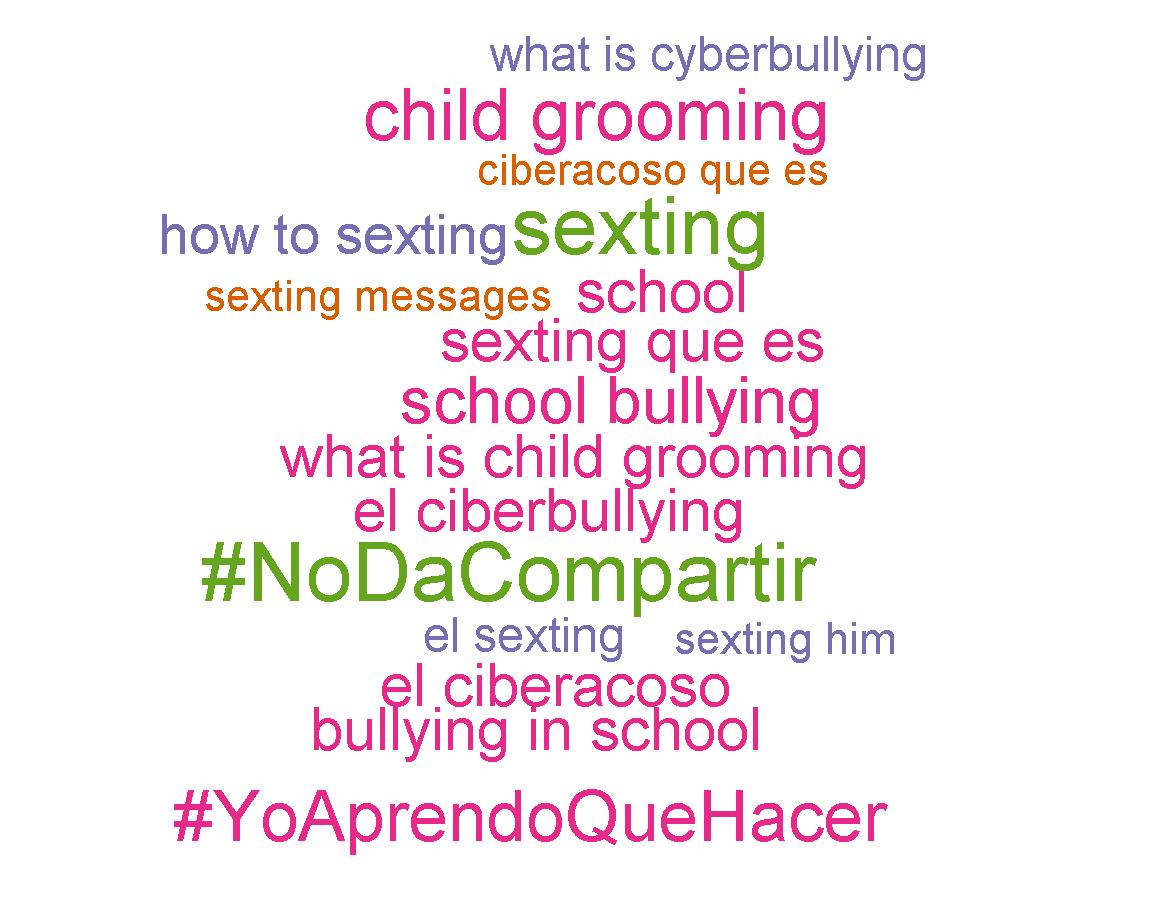 what is cyberbullying
child grooming
ciberacoso que es
how to sexting sexting
sexting messages school
sexting que es
school bullying
what is child grooming
el ciberbullying
#NoDaCompartir
el sexting sexting him
el ciberacoso
bullying in school
#YoAprendoQueHacer